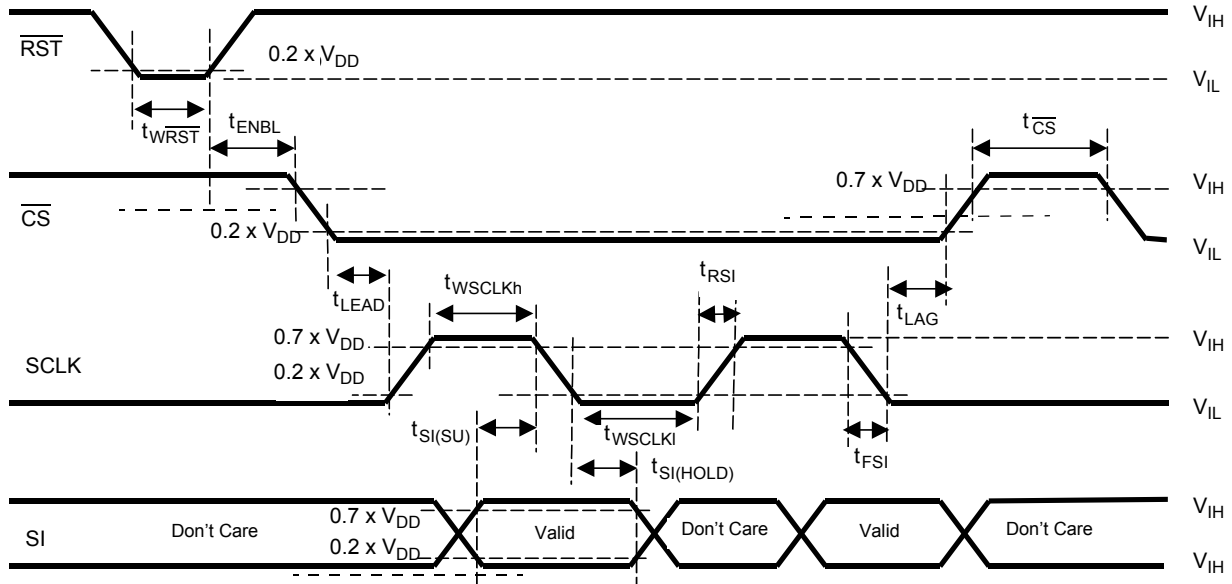 VIH
RST
0.2 x VDD
VIL
tWRST
tENBL
tCS
0.7 x VDD
VIH
CS
0.2 x VDD
VIL
tLEAD
tWSCLKh
tRSI
tLAG
0.7 x VDD
VIH
SCLK
0.2 x VDD
VIL
tSI(SU)
tWSCLKl
tFSI
tSI(HOLD)
VIH
0.7 x VDD
SI
Don't Care
Valid
Don't Care
Valid
Don't Care
0.2 x VDD
VIH